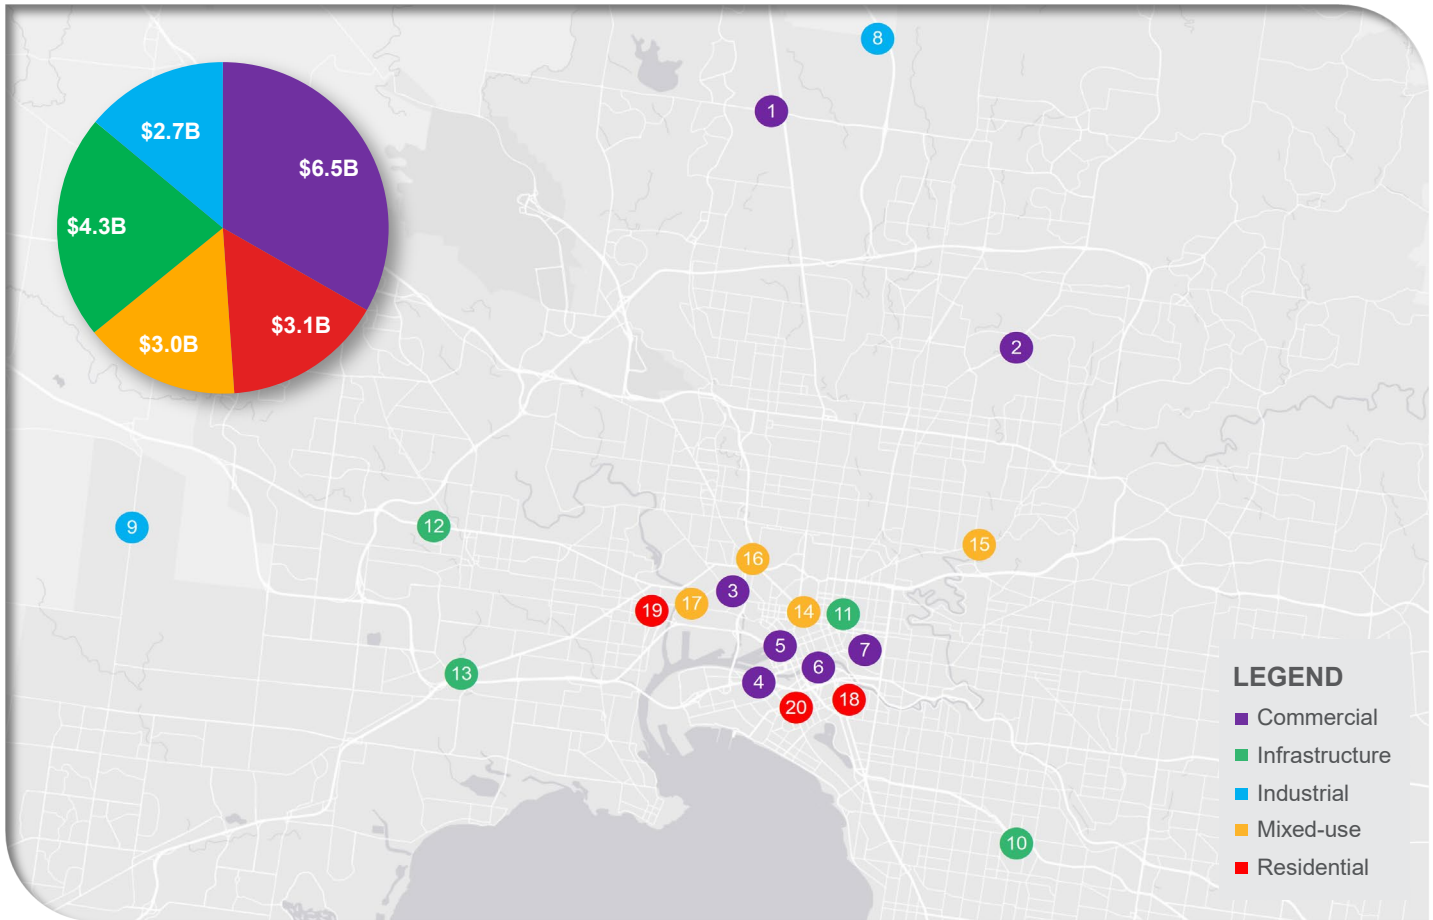 8
1
$2.7B
$6.5B
$4.3B
$3.1B
$3.0B
2
9
12
16
15
3
19
17
14
11
5
7
6
13
4
20
18
10
LEGEND
Commercial
Infrastructure
Industrial
Mixed-use
Residential